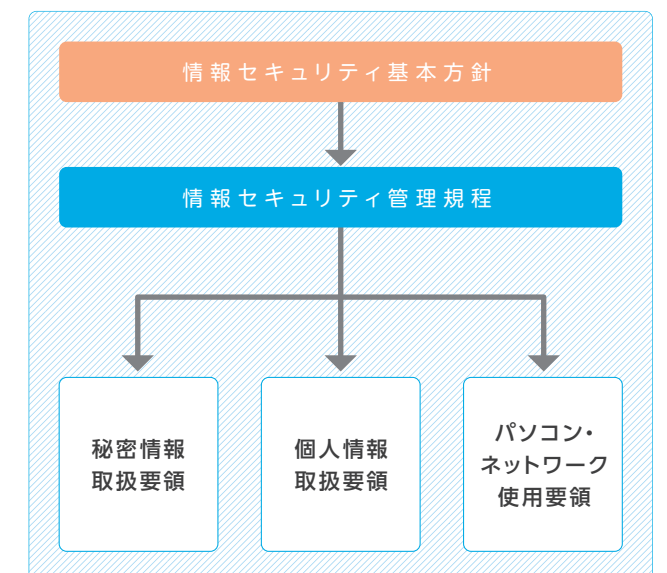 情報セキュリティ基本方針
情報セキュリティ管理規程
秘密情報
取扱要領
個人情報
取扱要領
パソコン・
ネットワーク
使用要領